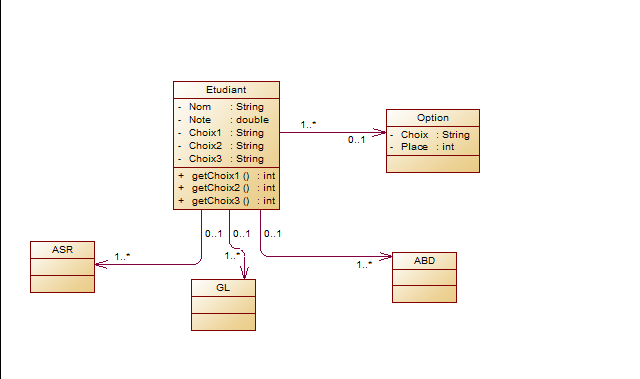 Etudiant
- Nom : String
- Note : double
- Choix1 : String
- Choix2 : String
- Choix3 : String
+ getChoix1 () : int
+ getChoix2 () : int
+ getChoix3 () : int
1..*
0..1
Option
- Choix : String
- Place : int
0..1
0..1
0..1
ASR
1..*
1..*
1..*
ABD
GL